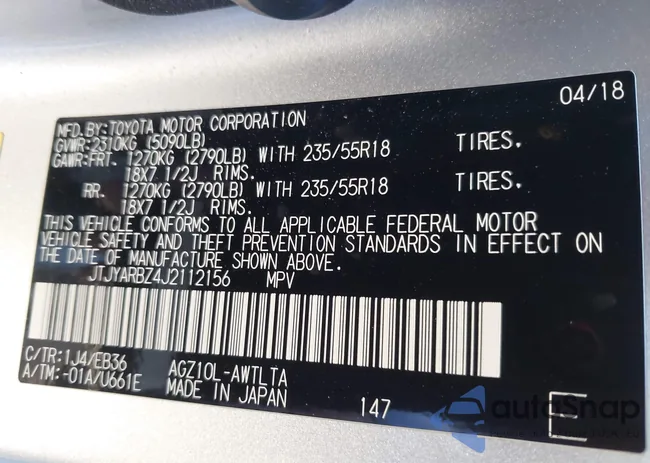 04/18
MFD.BY:TOYOTA MOTOR CORPORATION
GVWR:2310KG (5090LB)
GAWR:FRT. 1270KG (2790LB) WITH 235/55R18 TIRES.
18X7 1/2J RIMS.
RR. 1270KG (2790LB) WITH 235/55R18 TIRES.
18X7 1/2J RIMS.
THIS VEHICLE CONFORMS TO ALL APPLICABLE FEDERAL MOTOR
VEHICLE SAFETY AND THEFT PREVENTION STANDARDS IN EFFECT ON
THE DATE OF MANUFACTURE SHOWN ABOVE.
JTJYARBZ4J2112156 MPV
C/TR:1J4/EB36 AGZ10L-AWTLTA
A/TM:-01A/U661E MADE IN JAPAN 147
autoSnap